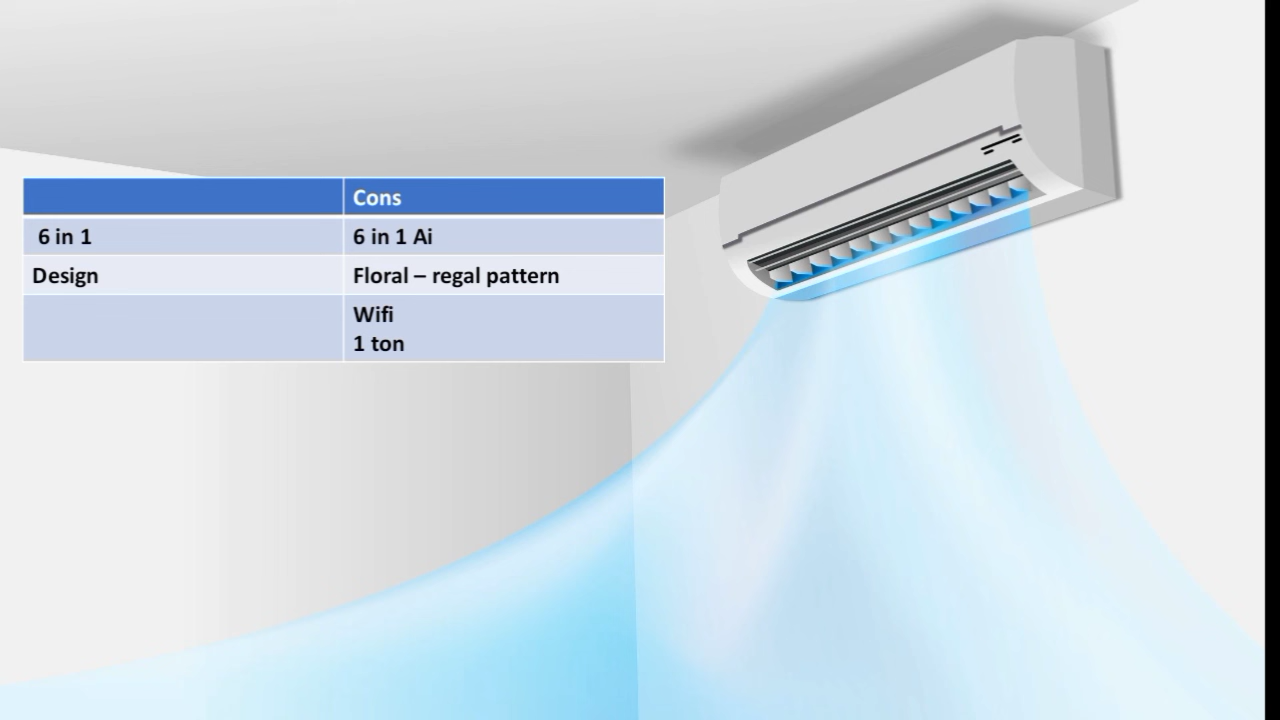 Cons
6 in 1
6 in 1 Ai
Design
Floral – regal pattern
Wifi
1 ton